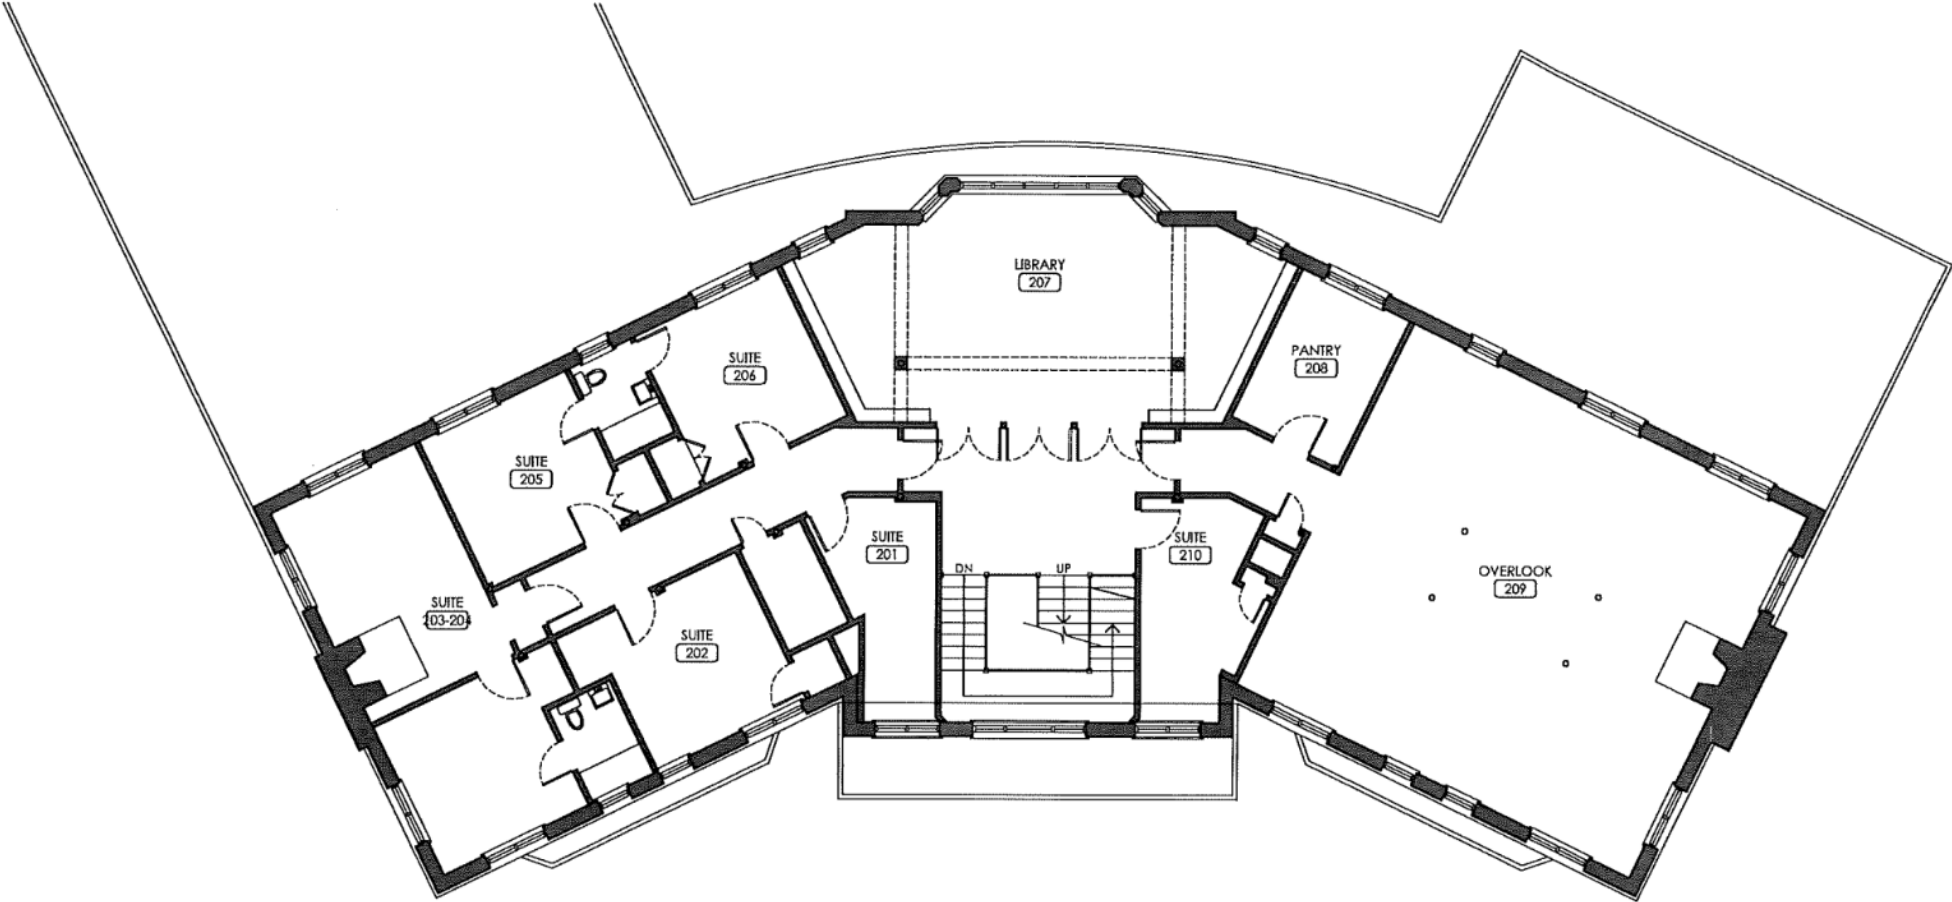 LIBRARY
207
SUITE
206
PANTRY
208
SUITE
205
SUITE
201
SUITE
210
DN
UP
OVERLOOK
209
SUITE
203-204
SUITE
202